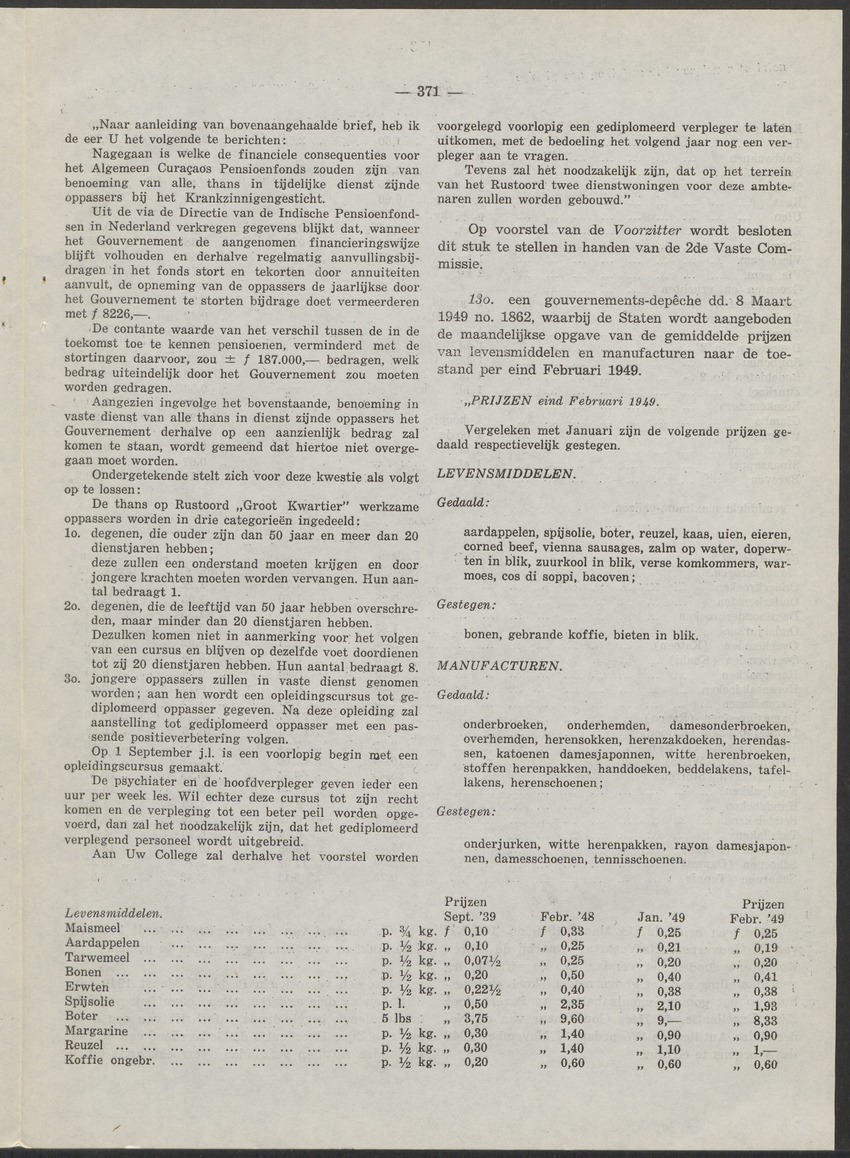 — 371 —
„Naar aanleiding van bovenaangehaalde brief, heb ik
de eer U het volgende te berichten:
Nagegaan is welke de financiele consequenties voor
het Algemeen Curaçaos Pensioenfonds zouden zijn van
benoeming van alle, thans in tijdelijke dienst zijnde
oppassers bij het Krankzinnigengesticht.
Uit de via de Directie van de Indische Pensioenfond-
sen in Nederland verkregen gegevens blijkt dat, wanneer
het Gouvernement de aangenomen financieringswijze
blijft volhouden en derhalve regelmatig aanvullingsbij-
dragen in het fonds stort en tekorten door annuiteiten
aanvult, de opneming van de oppassers de jaarlijkse door
het Gouvernement te storten bijdrage doet vermeerderen
met f 8226,—.
De contante waarde van het verschil tussen de in de
toekomst toe te kennen pensioenen, verminderd met de
stortingen daarvoor, zou ± f 187.000,— bedragen, welk
bedrag uiteindelijk door het Gouvernement zou moeten
worden gedragen.
Aangezien ingevolge het bovenstaande, benoeming in
vaste dienst van alle thans in dienst zijnde oppassers het
Gouvernement derhalve op een aanzienlijk bedrag zal
komen te staan, wordt gemeend dat hiertoe niet overge-
gaan moet worden.
Ondergetekende stelt zich voor deze kwestie als volgt
op te lossen:
De thans op Rustoord „Groot Kwartier” werkzame
oppassers worden in drie categorieën ingedeeld:
1o. degenen, die ouder zijn dan 50 jaar en meer dan 20
dienstjaren hebben;
deze zullen een onderstand moeten krijgen en door
jongere krachten moeten worden vervangen. Hun aan-
tal bedraagt 1.
2o. degenen, die de leeftijd van 50 jaar hebben overschre-
den, maar minder dan 20 dienstjaren hebben.
Dezulken komen niet in aanmerking voor het volgen
van een cursus en blijven op dezelfde voet doordienen
tot zij 20 dienstjaren hebben. Hun aantal bedraagt 8.
3o. jongere oppassers zullen in vaste dienst genomen
worden; aan hen wordt een opleidingscursus tot ge-
diplomeerd oppasser gegeven. Na deze opleiding zal
aanstelling tot gediplomeerd oppasser met een pas-
sende positieverbetering volgen.
Op 1 September j.l. is een voorlopig begin met een
opleidingscursus gemaakt.
De psychiater en de hoofdverpleger geven ieder een
uur per week les. Wil echter deze cursus tot zijn recht
komen en de verpleging tot een beter peil worden opge-
voerd, dan zal het noodzakelijk zijn, dat het gediplomeerd
verplegend personeel wordt uitgebreid.
Aan Uw College zal derhalve het voorstel worden
voorgelegd voorlopig een gediplomeerd verpleger te laten
uitkomen, met de bedoeling het volgend jaar nog een ver-
pleger aan te vragen.
Tevens zal het noodzakelijk zijn, dat op het terrein
van het Rustoord twee dienstwoningen voor deze ambte-
naren zullen worden gebouwd.”
Op voorstel van de Voorzitter wordt besloten
dit stuk te stellen in handen van de 2de Vaste Com-
missie.
13o. een gouvernements-depêche dd. 8 Maart
1949 no. 1862, waarbij de Staten wordt aangeboden
de maandelijkse opgave van de gemiddelde prijzen
van levensmiddelen en manufacturen naar de toe-
stand per eind Februari 1949.
„PRIJZEN eind Februari 1949.
Vergeleken met Januari zijn de volgende prijzen ge-
daald respectievelijk gestegen.
LEVENSMIDDELEN.
Gedaald:
aardappelen, spijsolie, boter, reuzel, kaas, uien, eieren,
corned beef, vienna sausages, zalm op water, doperw-
ten in blik, zuurkool in blik, verse komkommers, war-
moes, cos di soppi, bacoven;
Gestegen:
bonen, gebrande koffie, bieten in blik.
MANUFACTUREN.
Gedaald:
onderbroeken, onderhemden, damesonderbroeken,
overhemden, herensokken, herenzakdoeken, herendas-
sen, katoenen damesjaponnen, witte herenbroeken,
stoffen herenpakken, handdoeken, beddelakens, tafel-
lakens, herenschoenen;
Gestegen:
onderjurken, witte herenpakken, rayon damesjapon-
nen, damesschoenen, tennisschoenen.
Prijzen Prijzen
Levensmiddelen. Sept. '39 Febr. '48 Jan. '49 Febr. '49
Maismeel ... ... ... ... ... ... ... ... p. ¾ kg. f 0,10 f 0,33 f 0,25 f 0,25
Aardappelen ... ... ... ... ... ... ... p. ½ kg. „ 0,10 „ 0,25 „ 0,21 „ 0,19
Tarwemeel ... ... ... ... ... ... ... ... p. ½ kg. „ 0,07½ „ 0,25 „ 0,20 „ 0,20
Bonen ... ... ... ... ... ... ... ... ... p. ½ kg. „ 0,20 „ 0,50 „ 0,40 „ 0,41
Erwten ... ... ... ... ... ... ... ... p. ½ kg. „ 0,22½ „ 0,40 „ 0,38 „ 0,38
Spijsolie ... ... ... ... ... ... ... ... p. l. „ 0,50 „ 2,35 „ 2,10 „ 1,93
Boter ... ... ... ... ... ... ... ... ... 5 lbs „ 3,75 „ 9,60 „ 9,— „ 8,33
Margarine ... ... ... ... ... ... ... ... p. ½ kg. „ 0,30 „ 1,40 „ 0,90 „ 0,90
Reuzel ... ... ... ... ... ... ... ... ... p. ½ kg. „ 0,30 „ 1,40 „ 1,10 „ 1,—
Koffie ongebr. ... ... ... ... ... ... ... p. ½ kg. „ 0,20 „ 0,60 „ 0,60 „ 0,60